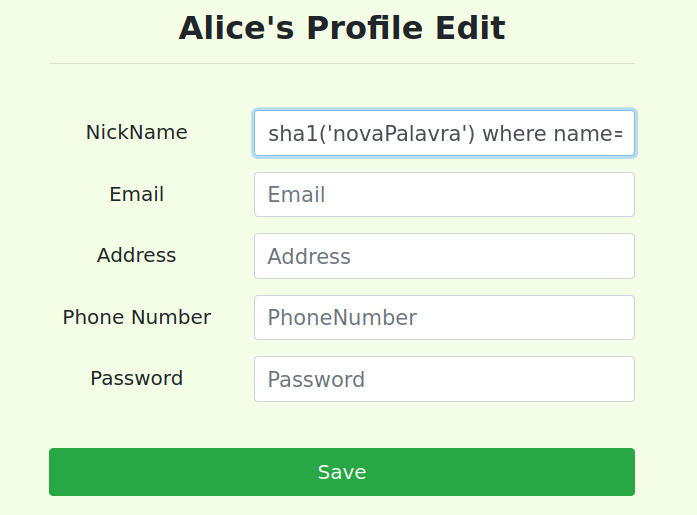 Alice's Profile Edit
NickName
sha1('novaPalavra') where name=
Email
Email
Address
Address
Phone Number
PhoneNumber
Password
Password
Save